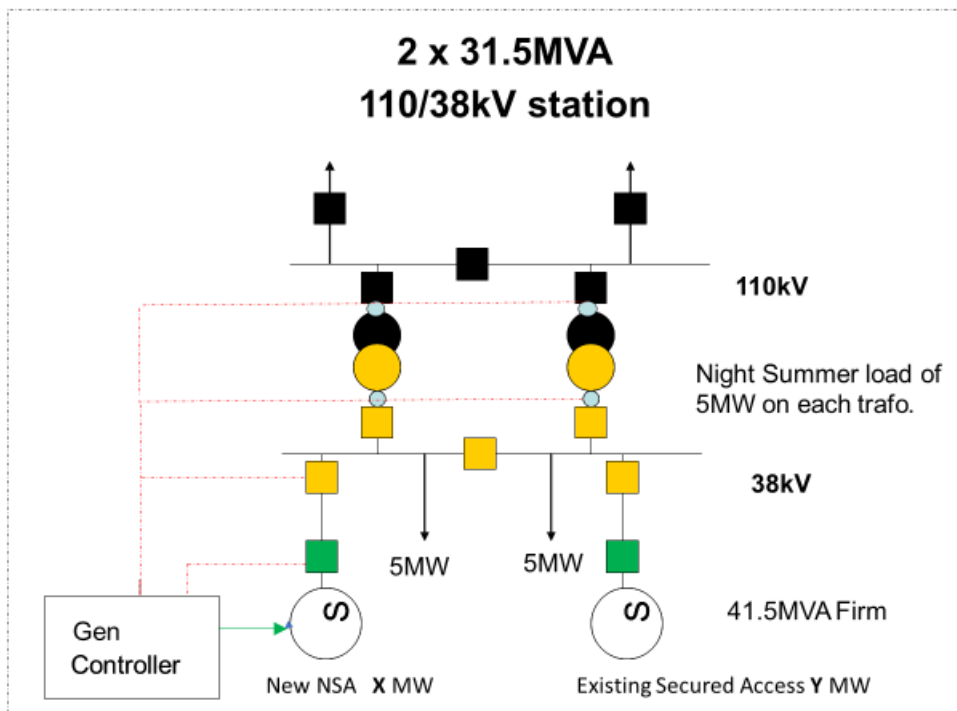 2 x 31.5MVA
110/38kV station
110kV
Night Summer load of
5MW on each trafo.
38kV
5MW
5MW
S
S
41.5MVA Firm
Gen
Controller
New NSA X MW
Existing Secured Access Y MW